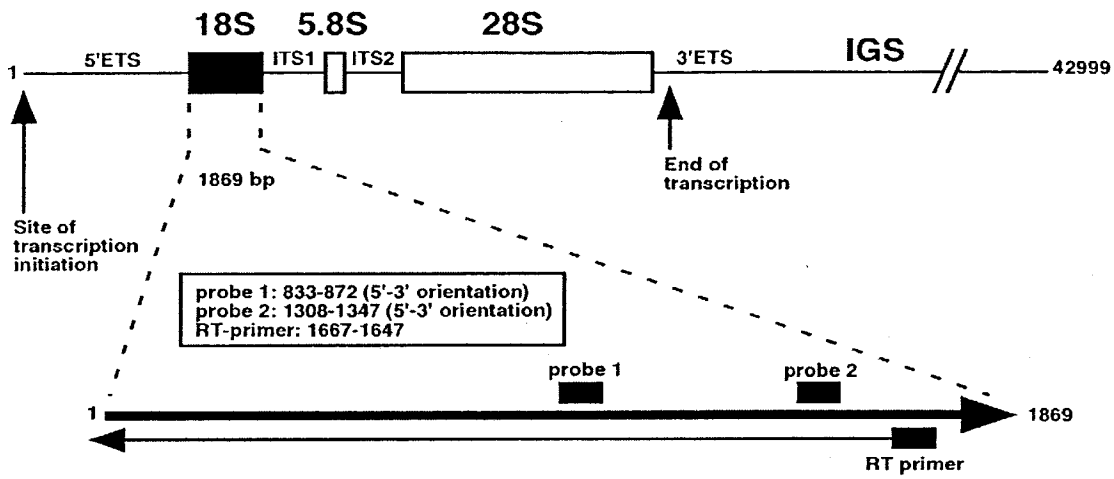 18S 5.8S 28S
1 5'ETS ITS1 ITS2 3'ETS IGS 42999
End of
transcription
1869 bp
Site of
transcription
initiation
probe 1: 833-872 (5'-3' orientation)
probe 2: 1308-1347 (5'-3' orientation)
RT-primer: 1667-1647
probe 1 probe 2
1 1869
RT primer